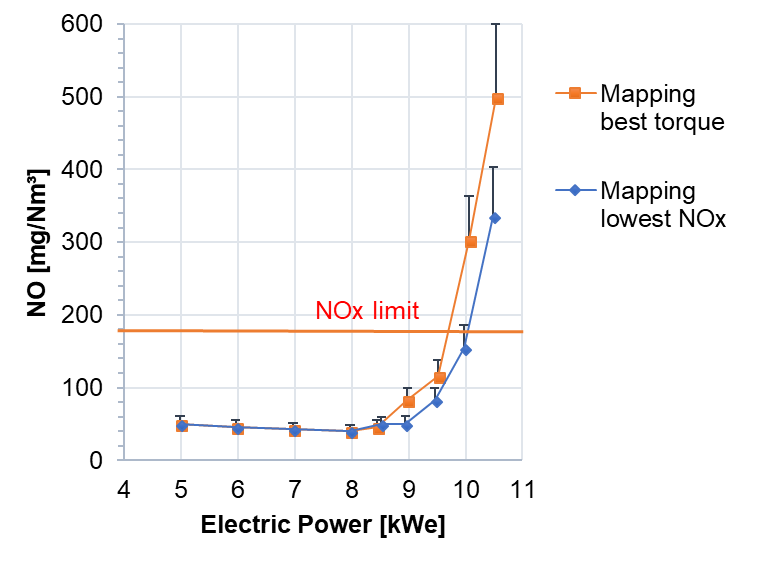 600
500
400
300
200
100
0
NO [mg/Nm³]
NOx limit
4 5 6 7 8 9 10 11
Electric Power [kWe]
Mapping
best torque
Mapping
lowest NOx